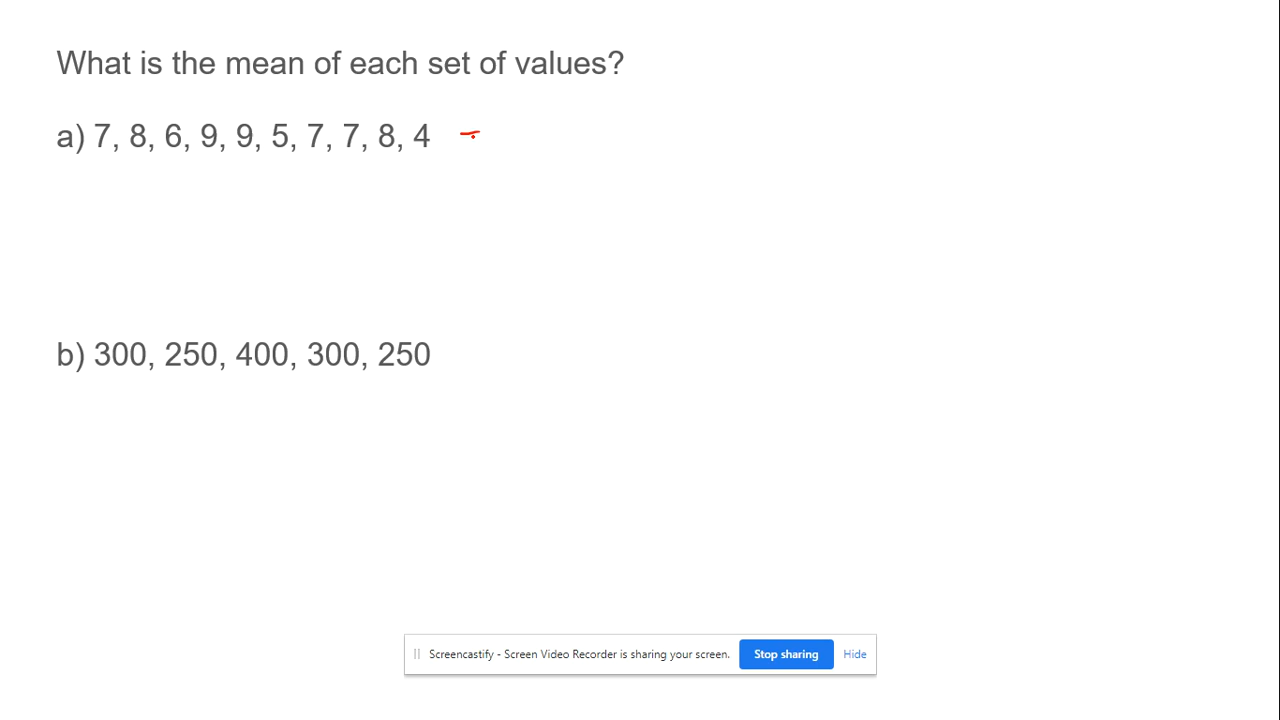 What is the mean of each set of values?
a) 7, 8, 6, 9, 9, 5, 7, 7, 8, 4
b) 300, 250, 400, 300, 250
Screencastify - Screen Video Recorder is sharing your screen. Stop sharing Hide